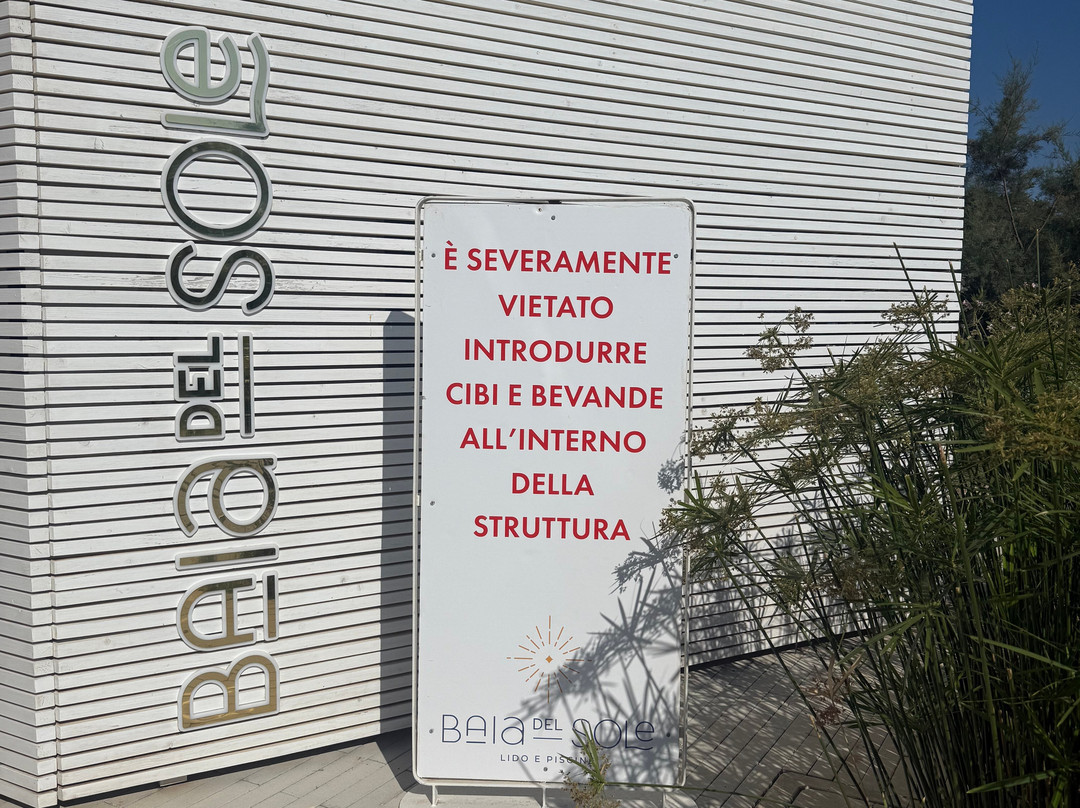 BAIA DEL SOLE
È SEVERAMENTE
VIETATO
INTRODURRE
CIBI E BEVANDE
ALL'INTERNO
DELLA
STRUTTURA
BAIA DEL SOLE
LIDO E PISCINA